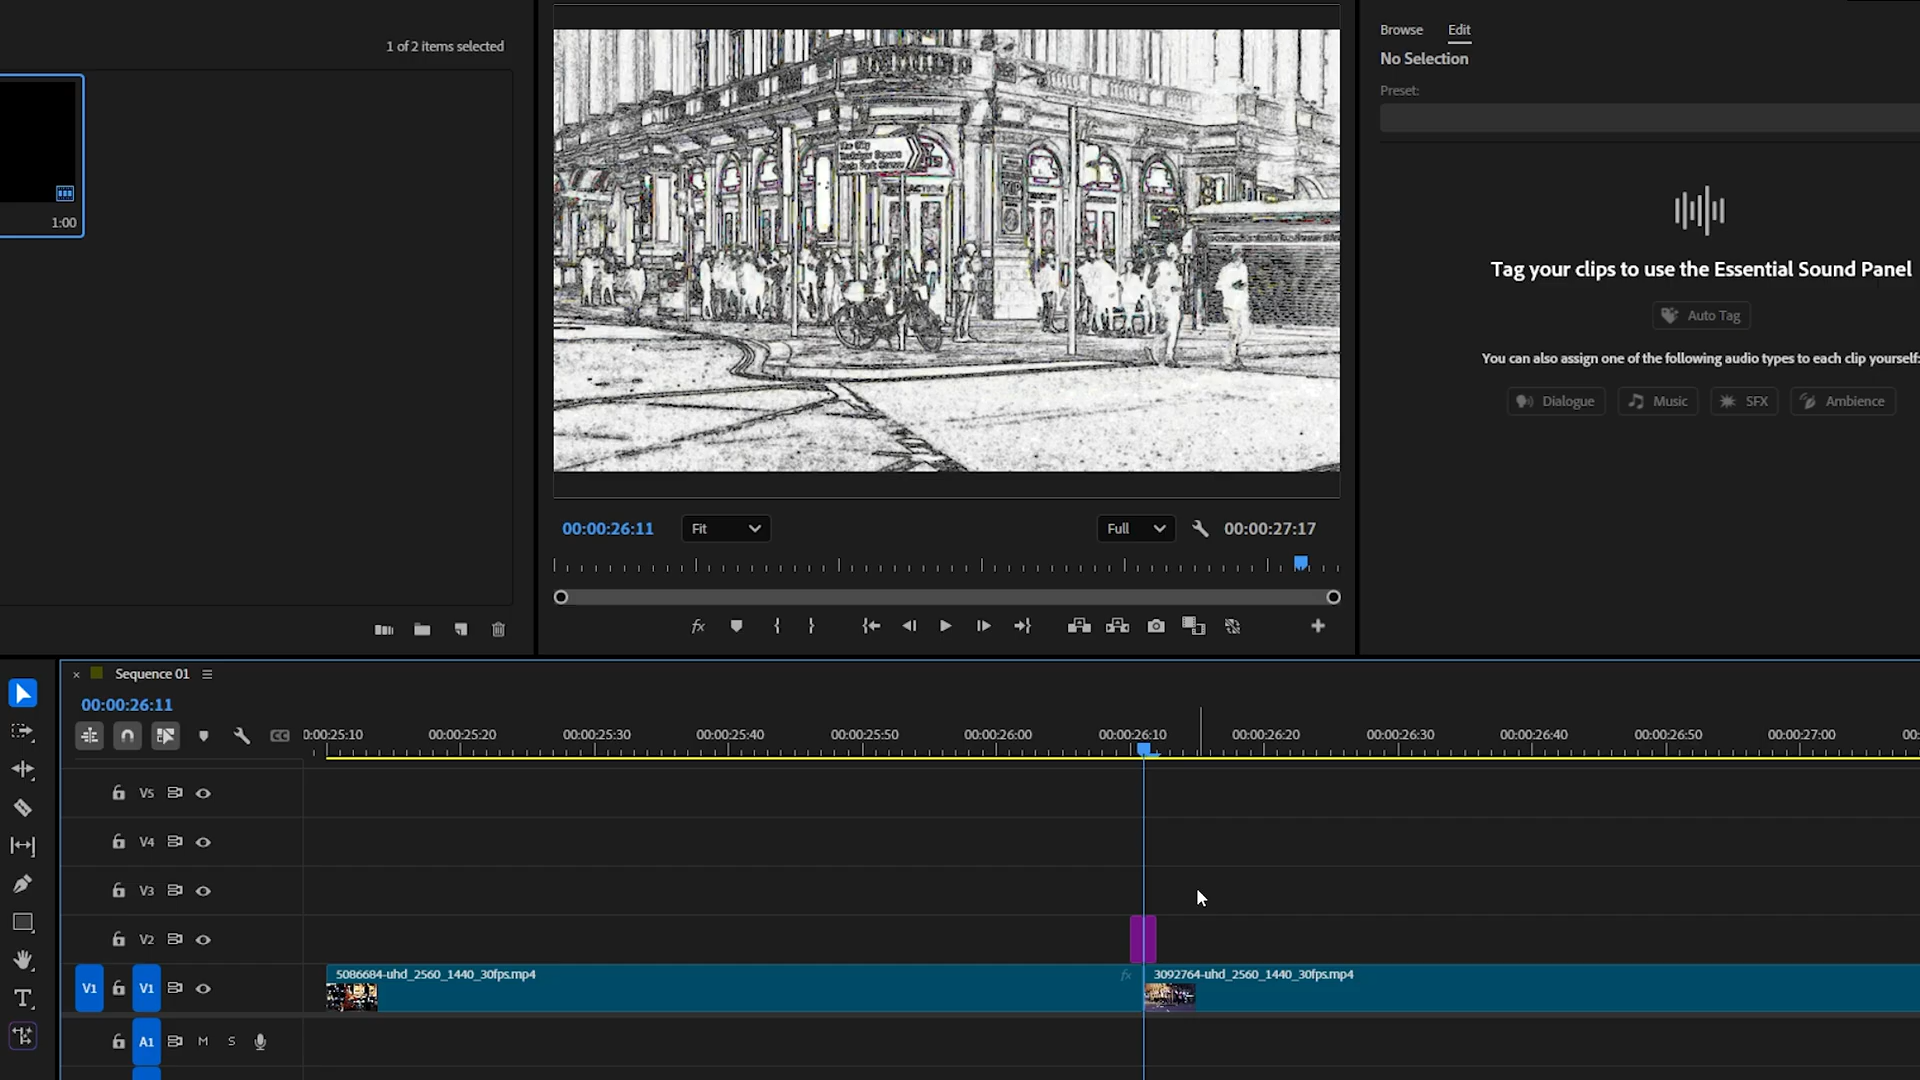 1 of 2 items selected
1:00
00:00:26:11
Fit
Full
00:00:27:17
Browse
Edit
No Selection
Preset:
Tag your clips to use the Essential Sound Panel
Auto Tag
You can also assign one of the following audio types to each clip yourself:
Dialogue
Music
SFX
Ambience
fx
Sequence 01
00:00:26:11
CC
0:00:25:10
00:00:25:20
00:00:25:30
00:00:25:40
00:00:25:50
00:00:26:00
00:00:26:10
00:00:26:20
00:00:26:30
00:00:26:40
00:00:26:50
00:00:27:00
00:
V5
V4
V3
V2
V1
V1
5086684-uhd_2560_1440_30fps.mp4
fx
3092764-uhd_2560_1440_30fps.mp4
A1
M
S